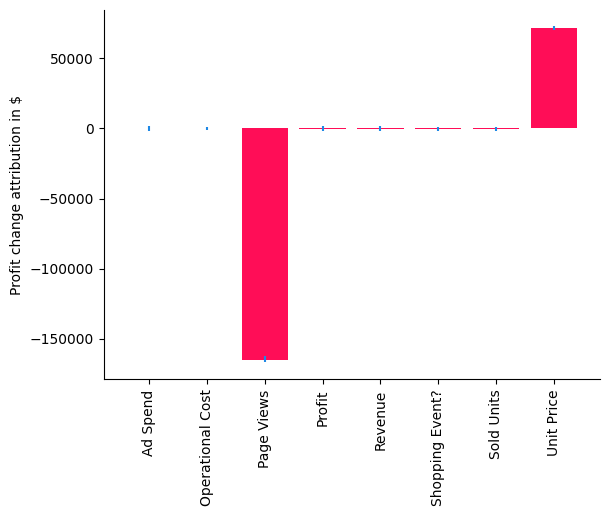 Profit change attribution in $
50000
0
−50000
−100000
−150000
Ad Spend
Operational Cost
Page Views
Profit
Revenue
Shopping Event?
Sold Units
Unit Price